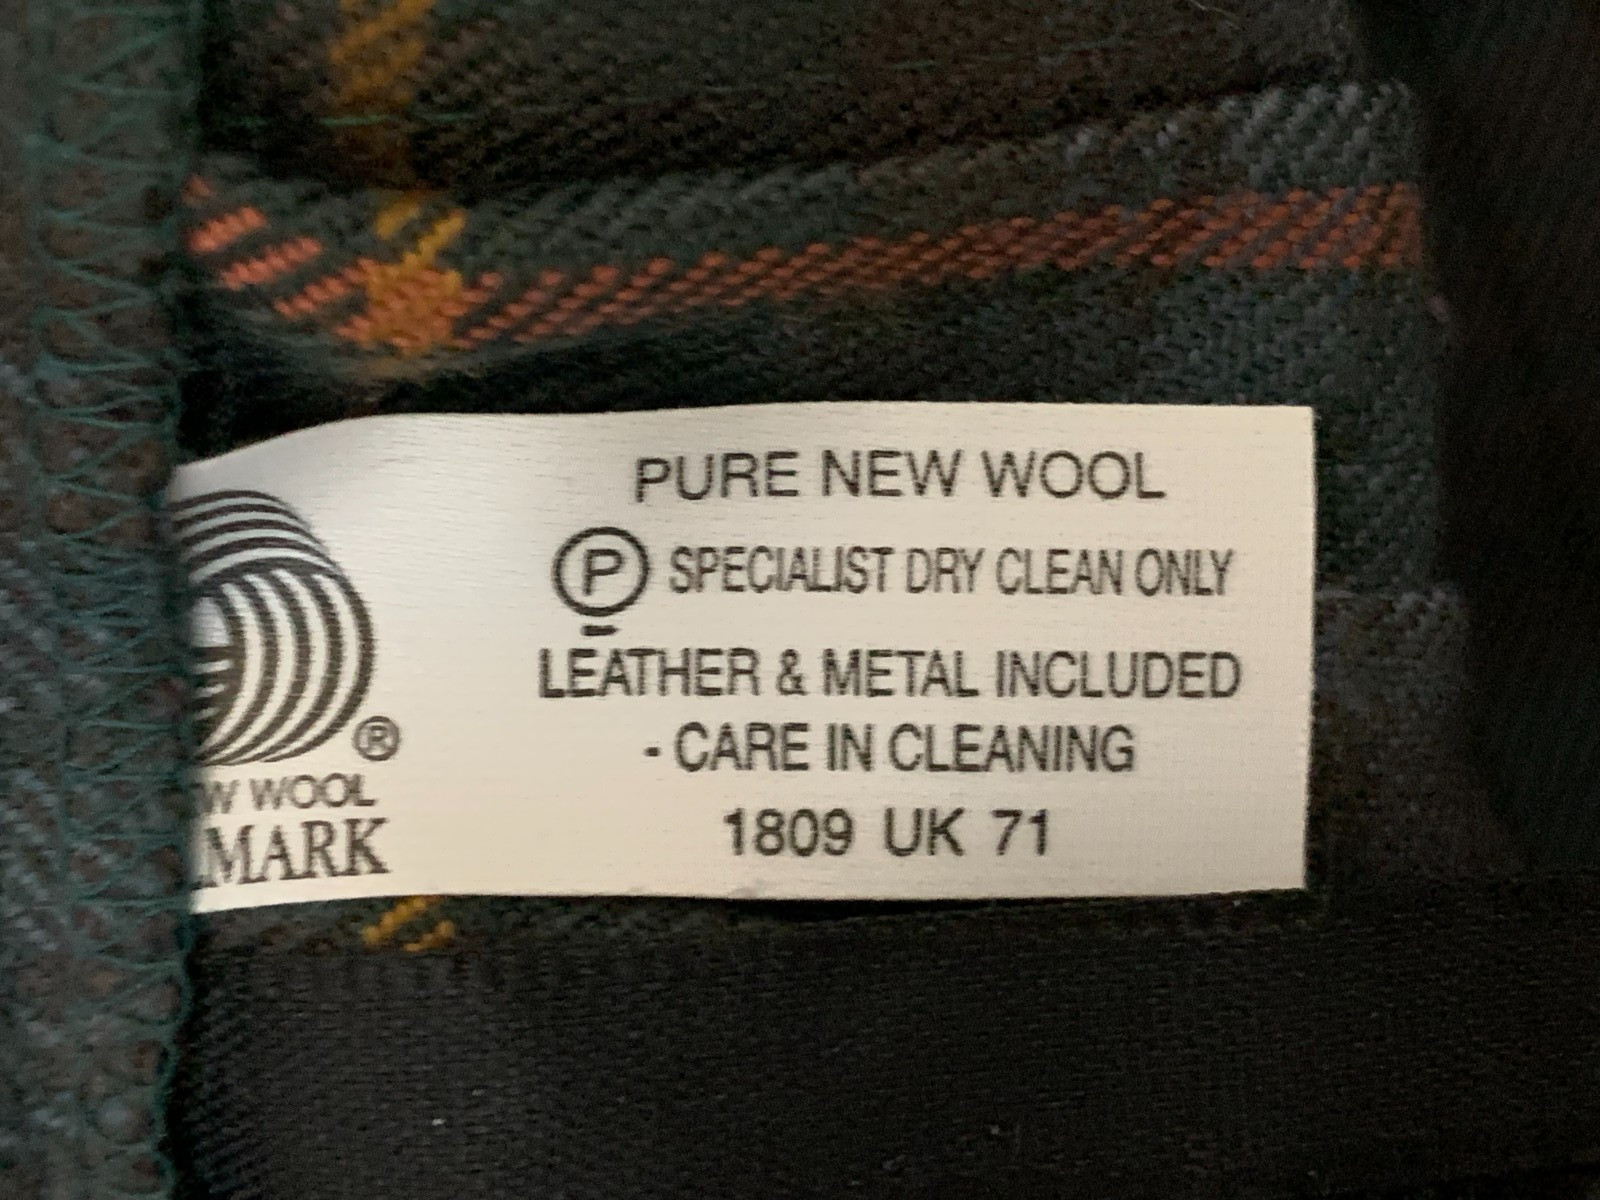 PURE NEW WOOL
P SPECIALIST DRY CLEAN ONLY
LEATHER & METAL INCLUDED
- CARE IN CLEANING
1809 UK 71
®
W WOOL
MARK